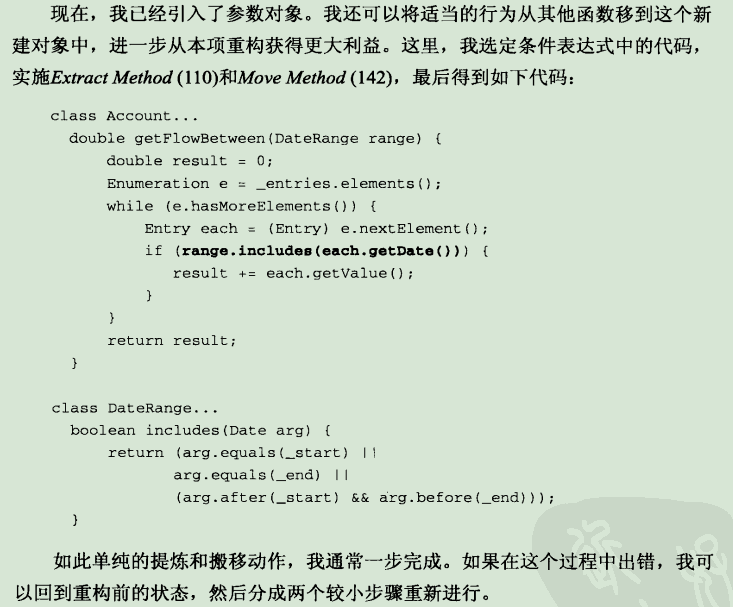 现在，我已经引入了参数对象。我还可以将适当的行为从其他函数移到这个新
建对象中，进一步从本项重构获得更大利益。这里，我选定条件表达式中的代码，
实施Extract Method (110)和Move Method (142)，最后得到如下代码：
class Account...
double getFlowBetween(DateRange range) {
double result = 0;
Enumeration e = _entries.elements();
while (e.hasMoreElements()) {
Entry each = (Entry) e.nextElement();
if (range.includes(each.getDate())) {
result += each.getValue();
}
}
return result;
}
class DateRange...
boolean includes(Date arg) {
return (arg.equals(_start) ||
arg.equals(_end) ||
(arg.after(_start) && arg.before(_end)));
}
如此单纯的提炼和搬移动作，我通常一步完成。如果在这个过程中出错，我可
以回到重构前的状态，然后分成两个较小步骤重新进行。